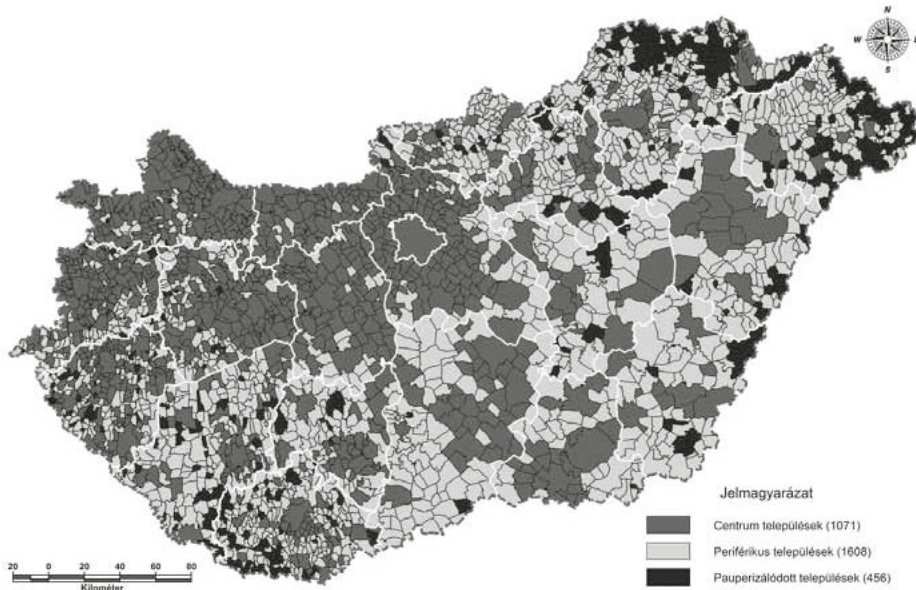 N
W
S
Jelmagyarázat
Centrum települések (1071)
Periférikus települések (1608)
Pauperizálódott települések (456)
20 0 20 40 60 80
Kilométer